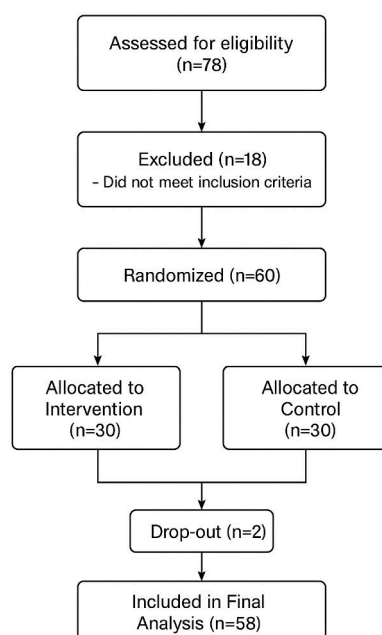 Assessed for eligibility
(n=78)
Excluded (n=18)
– Did not meet inclusion criteria
Randomized (n=60)
Allocated to
Intervention
(n=30)
Allocated to
Control
(n=30)
Drop-out (n=2)
Included in Final
Analysis (n=58)